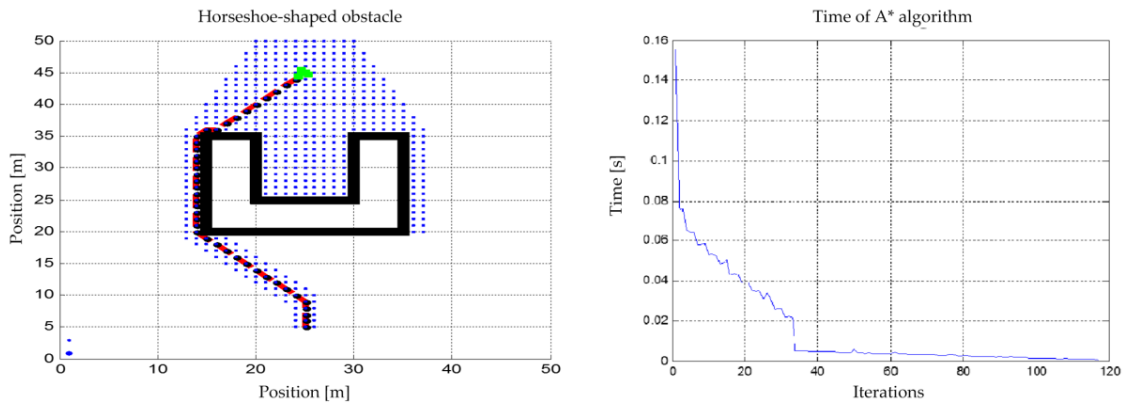 Horseshoe-shaped obstacle
50
45
40
35
30
25
20
15
10
5
0
Position [m]
0 10 20 30 40 50
Position [m]
Time of A* algorithm
0.16
0.14
0.12
0.1
0.08
0.06
0.04
0.02
0
Time [s]
0 20 40 60 80 100 120
Iterations